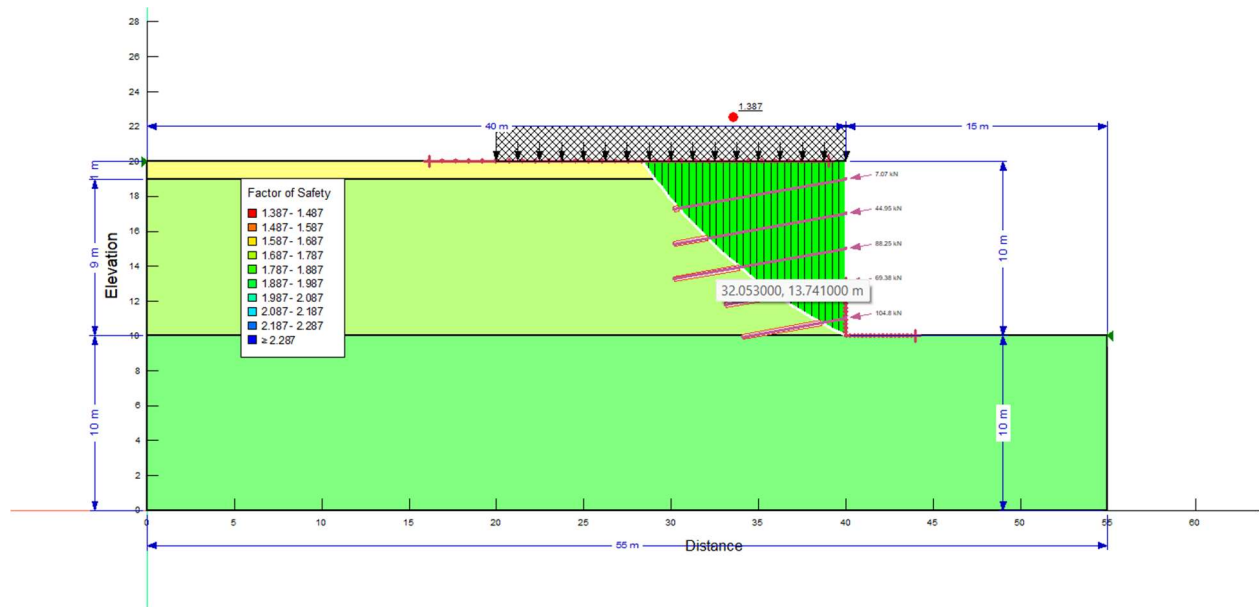 28
26
24
22
20
18
16
14
12
10
8
6
4
2
0
Elevation
1 m
9 m
10 m
1.387
40 m
15 m
Factor of Safety
1.387 - 1.487
1.487 - 1.587
1.587 - 1.687
1.687 - 1.787
1.787 - 1.887
1.887 - 1.987
1.987 - 2.087
2.087 - 2.187
2.187 - 2.287
≥ 2.287
7.07 kN
44.95 kN
88.25 kN
69.38 kN
104.8 kN
32.053000, 13.741000 m
10 m
10 m
0
5
10
15
20
25
30
35
40
45
50
55
60
55 m
Distance